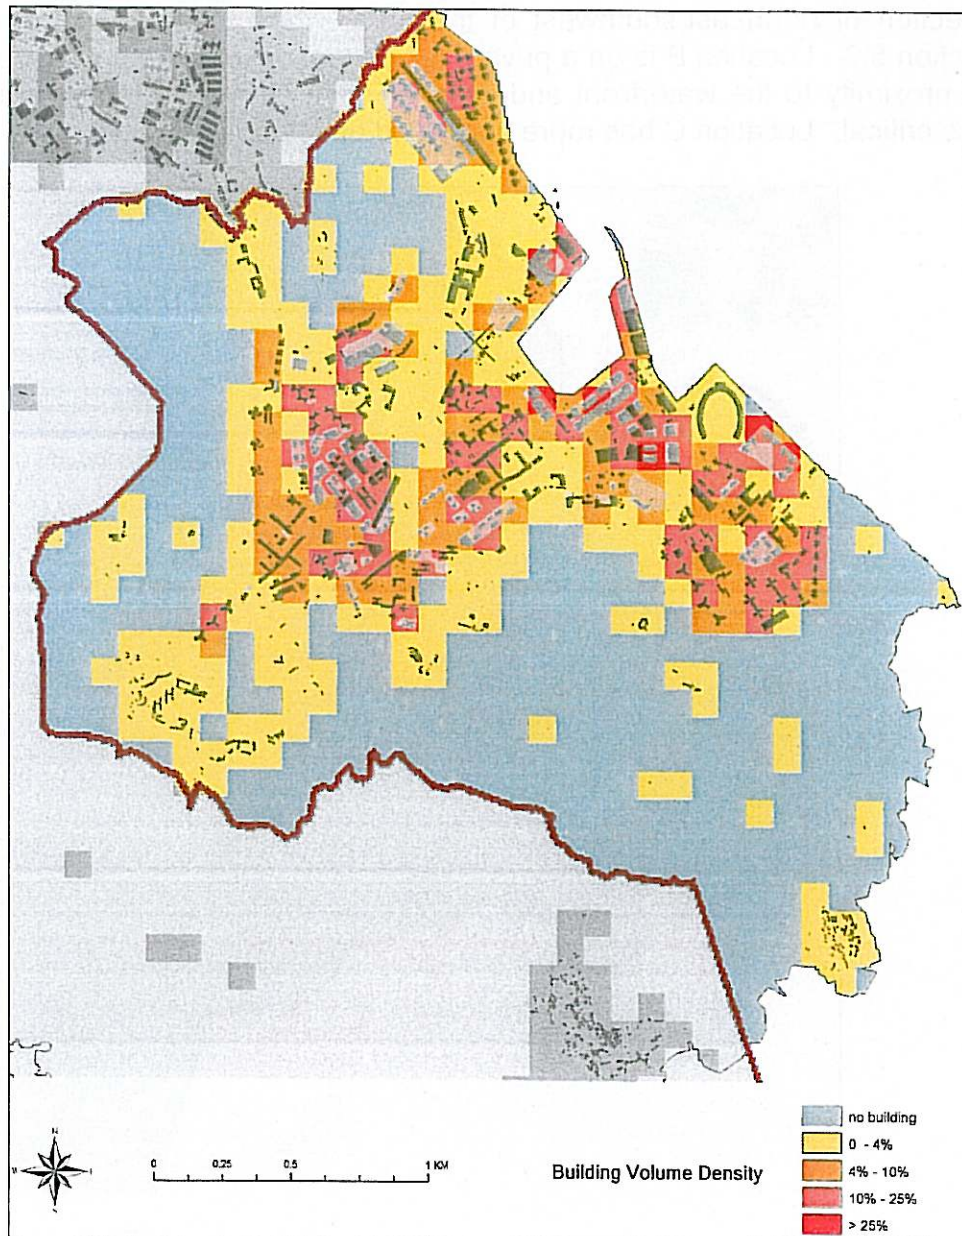 N
W
0 0.25 0.5 1 KM
Building Volume Density
no building
0 - 4%
4% - 10%
10% - 25%
> 25%